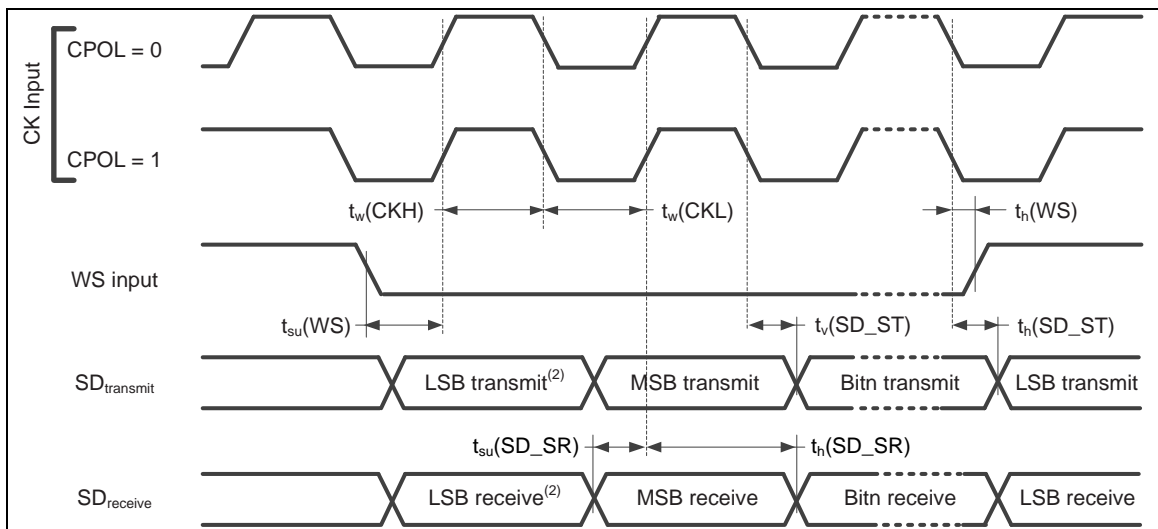 CK Input
CPOL = 0
CPOL = 1
tw(CKH)
tw(CKL)
th(WS)
WS input
tsu(WS)
tv(SD_ST)
th(SD_ST)
SDtransmit
LSB transmit(2)
MSB transmit
Bitn transmit
LSB transmit
tsu(SD_SR)
th(SD_SR)
SDreceive
LSB receive(2)
MSB receive
Bitn receive
LSB receive